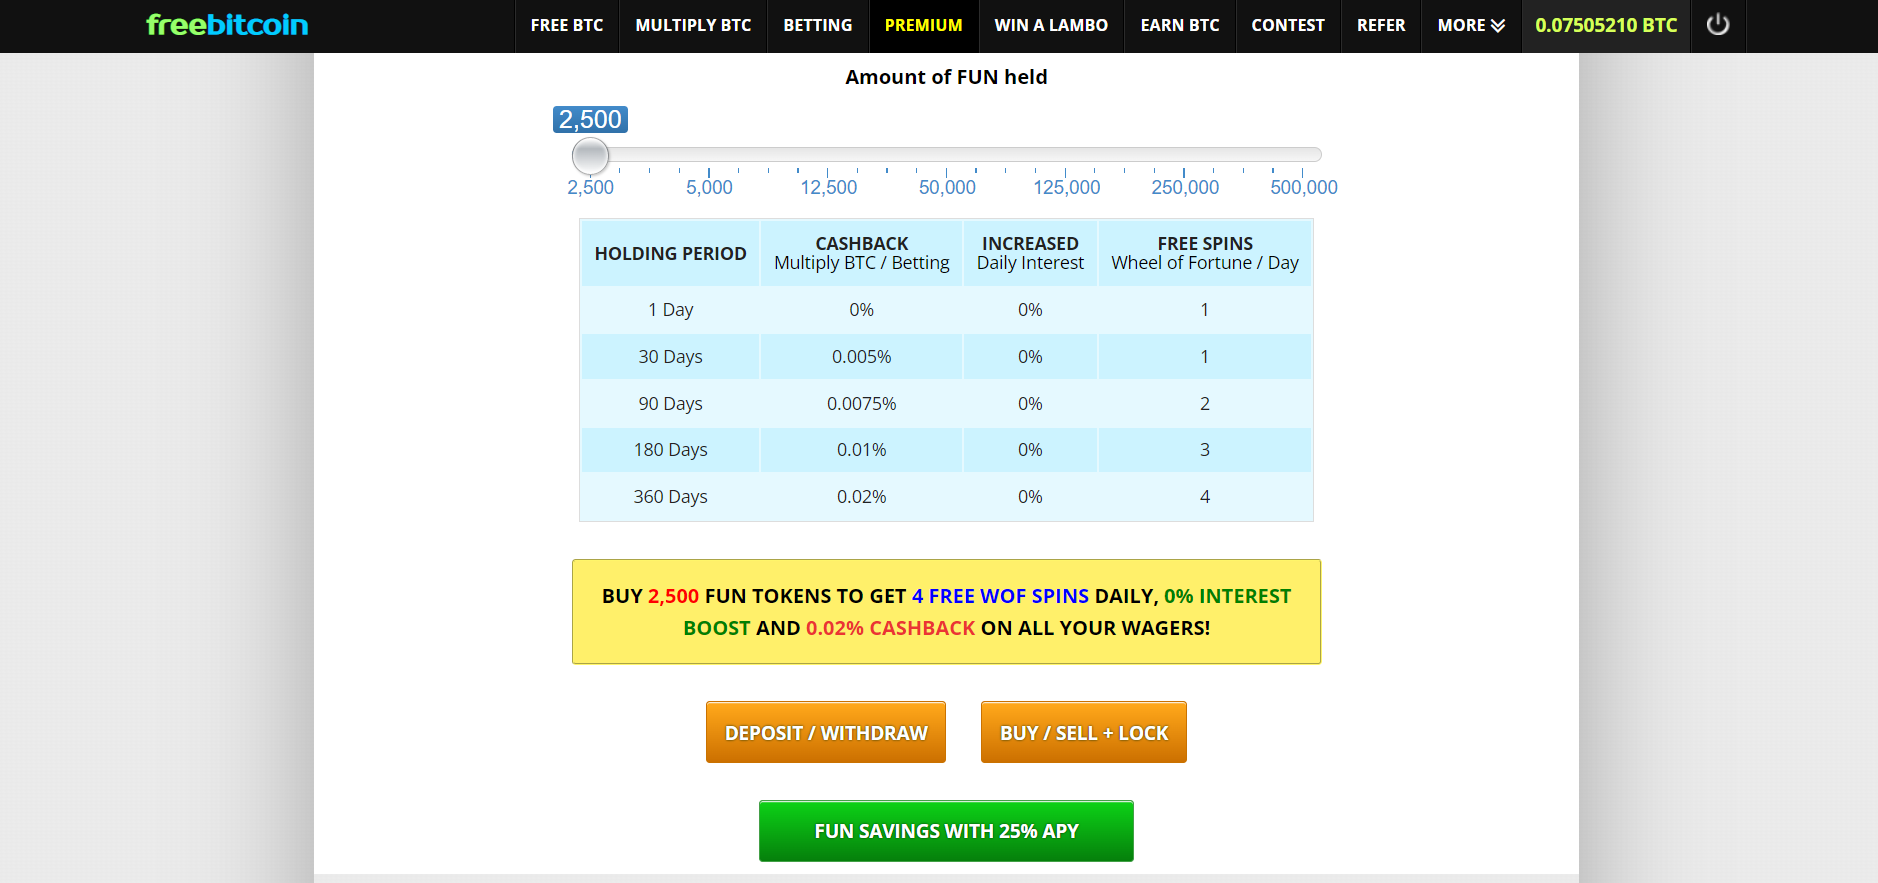 freebitcoin FREE BTC MULTIPLY BTC BETTING PREMIUM WIN A LAMBO EARN BTC CONTEST REFER MORE 0.07505210 BTC
Amount of FUN held
2,500
2,500 5,000 12,500 50,000 125,000 250,000 500,000
HOLDING PERIOD CASHBACK Multiply BTC / Betting INCREASED Daily Interest FREE SPINS Wheel of Fortune / Day
1 Day 0% 0% 1
30 Days 0.005% 0% 1
90 Days 0.0075% 0% 2
180 Days 0.01% 0% 3
360 Days 0.02% 0% 4
BUY 2,500 FUN TOKENS TO GET 4 FREE WOF SPINS DAILY, 0% INTEREST
BOOST AND 0.02% CASHBACK ON ALL YOUR WAGERS!
DEPOSIT / WITHDRAW BUY / SELL + LOCK
FUN SAVINGS WITH 25% APY